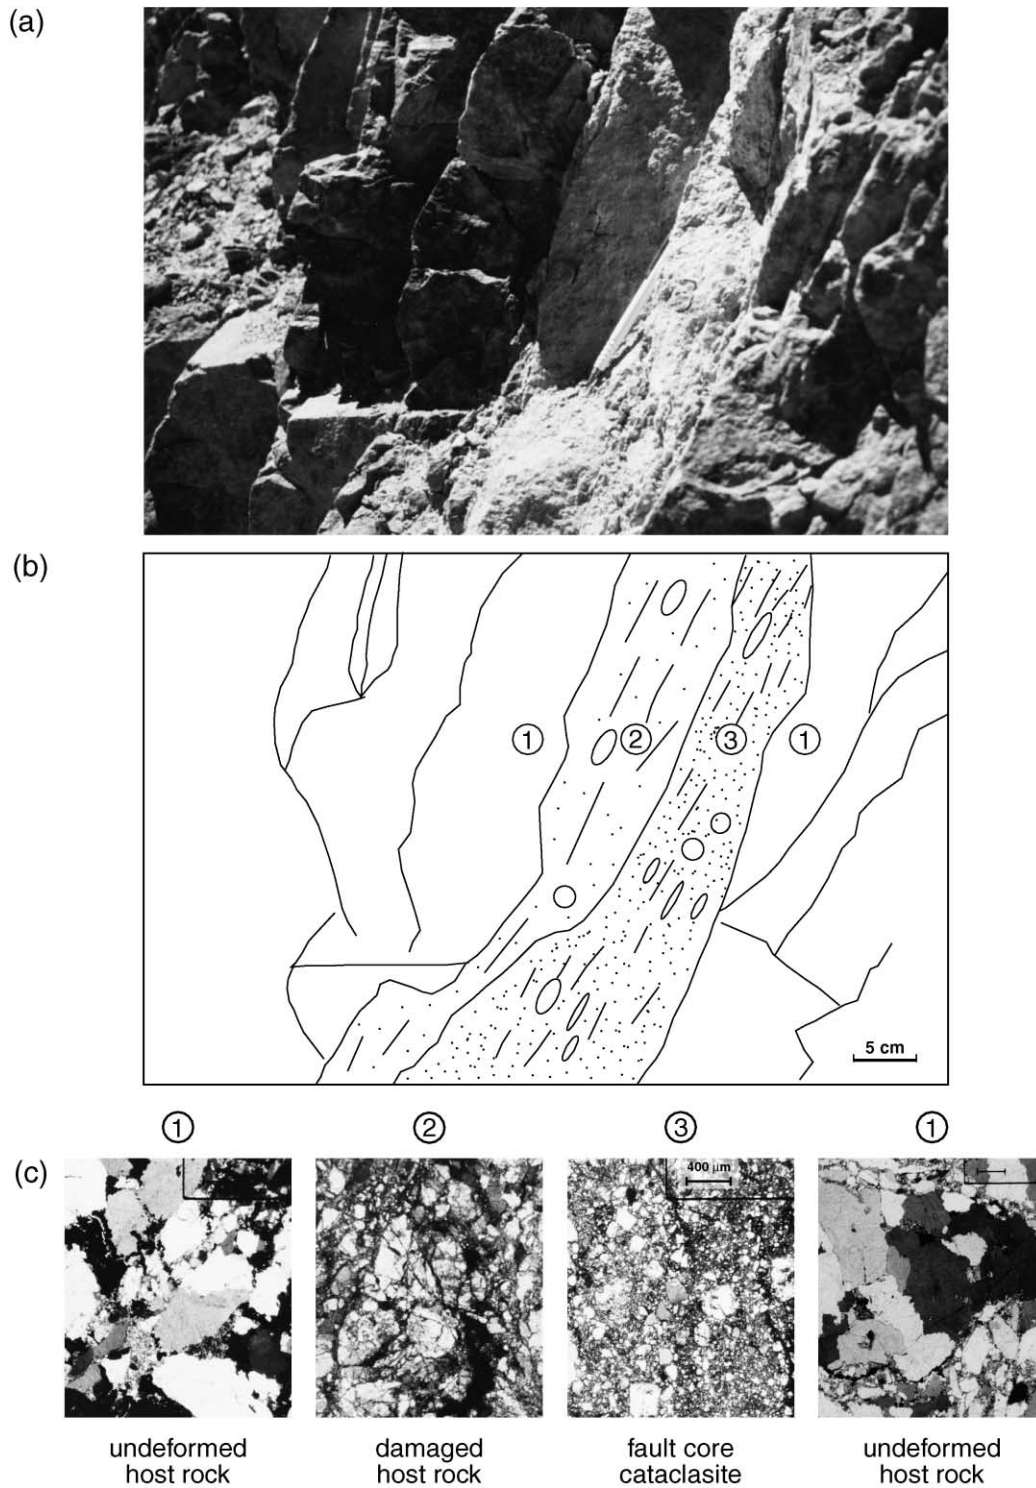 (a)
(b)
1
2
3
1
5 cm
1
2
3
1
(c)
400 µm
undeformed
host rock
damaged
host rock
fault core
cataclasite
undeformed
host rock